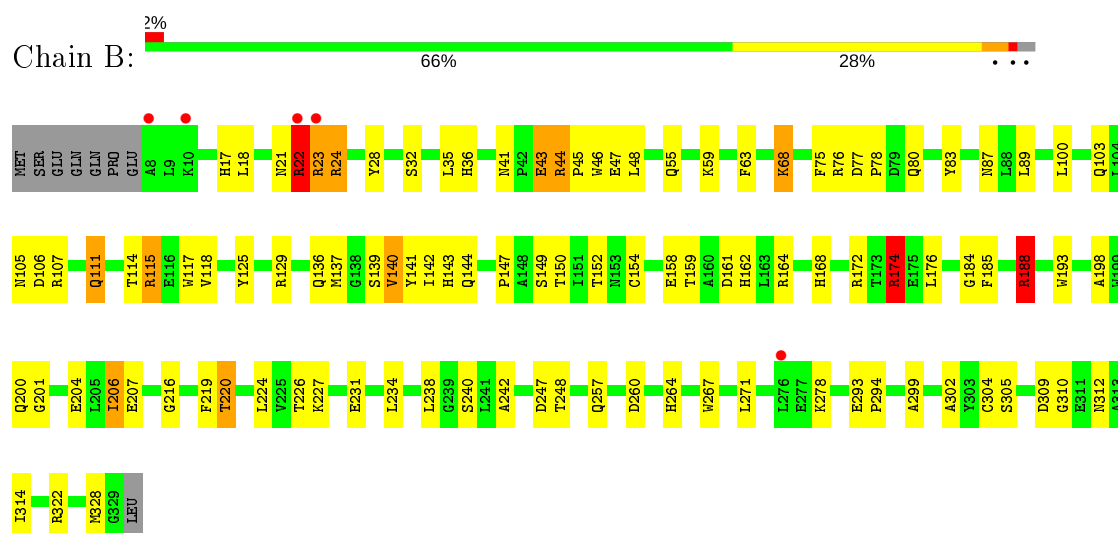 2%
Chain B:
66% 28%
MET SER GLU GLN GLN PRO GLU A8 L9 K10 H17 L18 N21 R22 R23 R24 Y28 S32 L35 H36 N41 P42 E43 R44 P45 W46 E47 L48 Q55 K59 F63 K68 F75 R76 D77 P78 D79 Q80 Y83 N87 L88 L89 L100 Q103 L104
N105 D106 R107 Q111 T114 R115 E116 W117 V118 Y125 R129 Q136 M137 G138 S139 V140 Y141 I142 H143 Q144 P147 A148 S149 T150 I151 T152 N153 C154 E158 T159 A160 D161 H162 L163 R164 H168 R172 T173 R174 E175 L176 G184 F185 R188 W193 A198 W199
Q200 G201 E204 L205 I206 E207 G216 F219 T220 L224 V225 T226 K227 E231 L234 L238 G239 S240 L241 A242 D247 T248 Q257 D260 H264 W267 L271 L276 E277 K278 E293 P294 A299 A302 Y303 C304 S305 D309 G310 E311 N312 A313
I314 R322 M328 G329 LEU